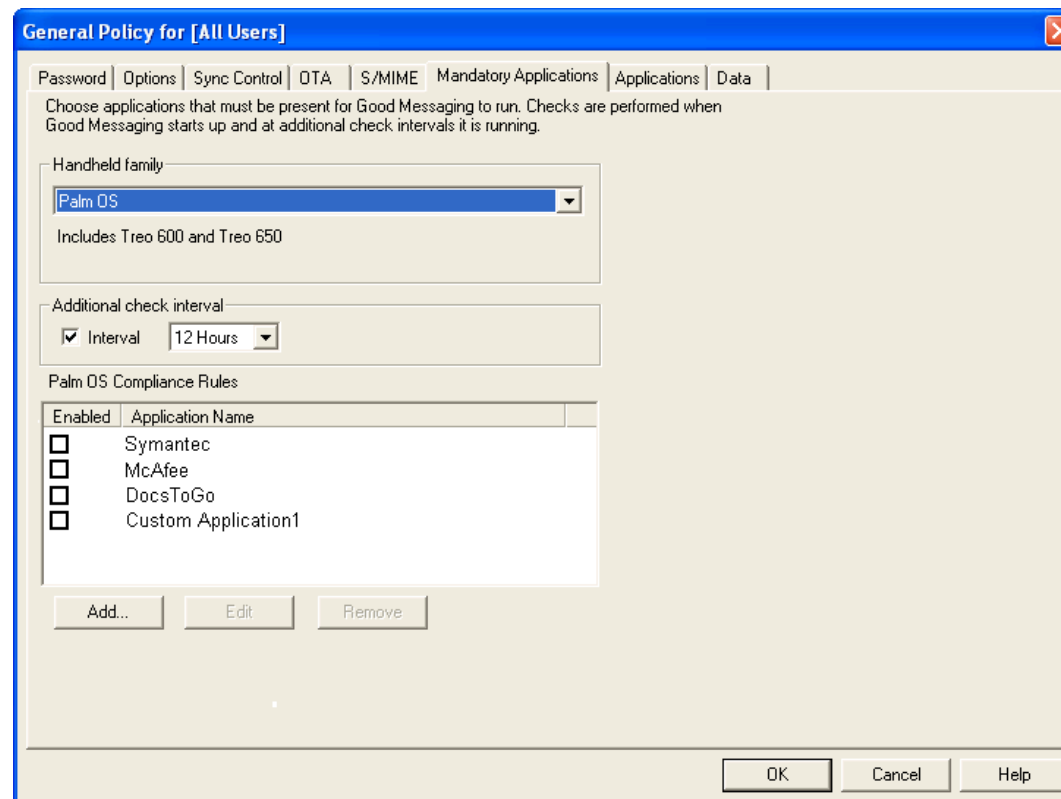 General Policy for [All Users]
Password Options Sync Control OTA S/MIME Mandatory Applications Applications Data
Choose applications that must be present for Good Messaging to run. Checks are performed when
Good Messaging starts up and at additional check intervals it is running.
Handheld family
Palm OS
Includes Treo 600 and Treo 650
Additional check interval
Interval 12 Hours
Palm OS Compliance Rules
Enabled Application Name
Symantec
McAfee
DocsToGo
Custom Application1
Add... Edit Remove
OK Cancel Help